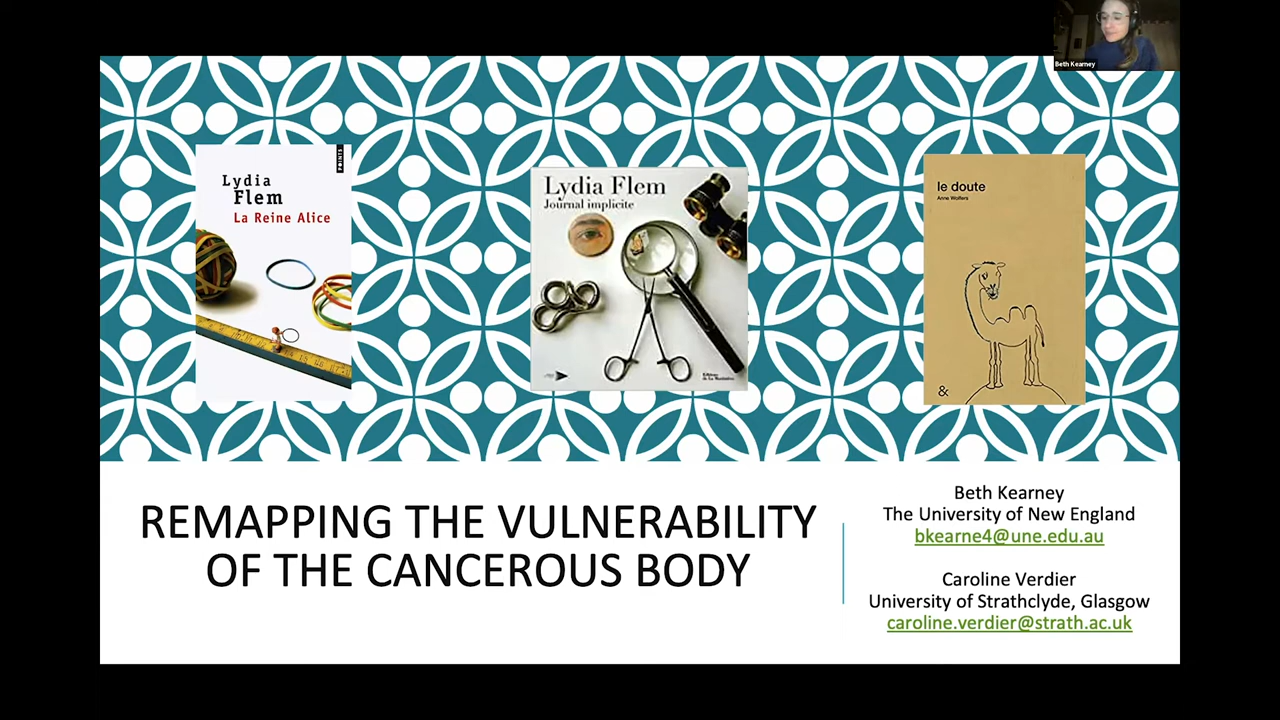 Beth Kearney
POINTS
Lydia
Flem
La Reine Alice
Lydia Flem
Journal implicite
le doute
Anne Wolfers
&
REMAPPING THE VULNERABILITY
OF THE CANCEROUS BODY
Beth Kearney
The University of New England
bkearne4@une.edu.au
Caroline Verdier
University of Strathclyde, Glasgow
caroline.verdier@strath.ac.uk